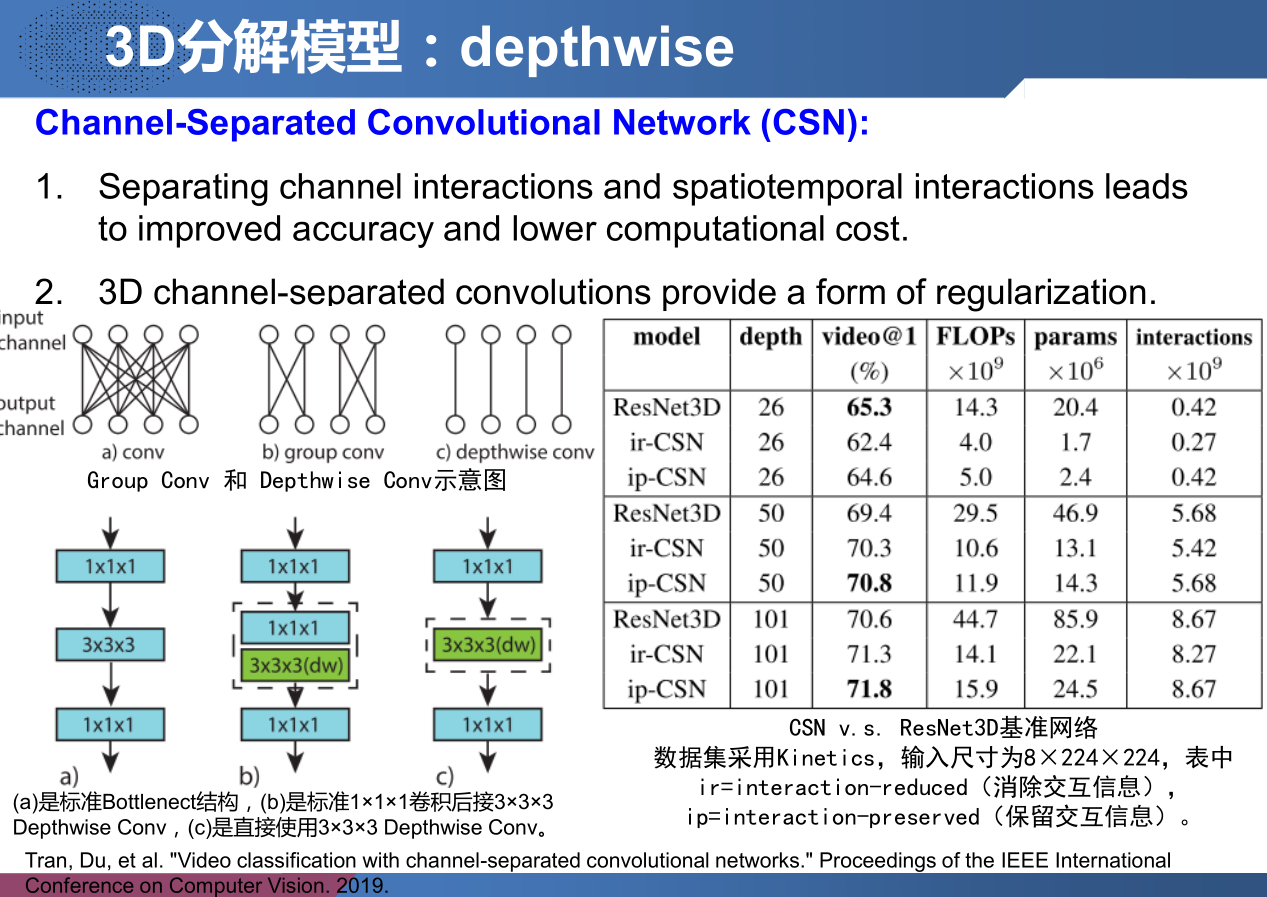 3D分解模型：depthwise
Channel-Separated Convolutional Network (CSN):
1. Separating channel interactions and spatiotemporal interactions leads
to improved accuracy and lower computational cost.
2. 3D channel-separated convolutions provide a form of regularization.
input
channel
output
channel
a) conv b) group conv c) depthwise conv
Group Conv 和 Depthwise Conv示意图
1x1x1 1x1x1 1x1x1
1x1x1
3x3x3 3x3x3(dw) 3x3x3(dw)
1x1x1 1x1x1 1x1x1
a) b) c)
(a)是标准Bottlenect结构，(b)是标准1×1×1卷积后接3×3×3
Depthwise Conv，(c)是直接使用3×3×3 Depthwise Conv。
model depth video@1 FLOPs params interactions
(%) ×10⁹ ×10⁶ ×10⁹
ResNet3D 26 65.3 14.3 20.4 0.42
ir-CSN 26 62.4 4.0 1.7 0.27
ip-CSN 26 64.6 5.0 2.4 0.42
ResNet3D 50 69.4 29.5 46.9 5.68
ir-CSN 50 70.3 10.6 13.1 5.42
ip-CSN 50 70.8 11.9 14.3 5.68
ResNet3D 101 70.6 44.7 85.9 8.67
ir-CSN 101 71.3 14.1 22.1 8.27
ip-CSN 101 71.8 15.9 24.5 8.67
CSN v.s. ResNet3D基准网络
数据集采用Kinetics，输入尺寸为8×224×224，表中
ir=interaction-reduced（消除交互信息），
ip=interaction-preserved（保留交互信息）。
Tran, Du, et al. "Video classification with channel-separated convolutional networks." Proceedings of the IEEE International
Conference on Computer Vision. 2019.